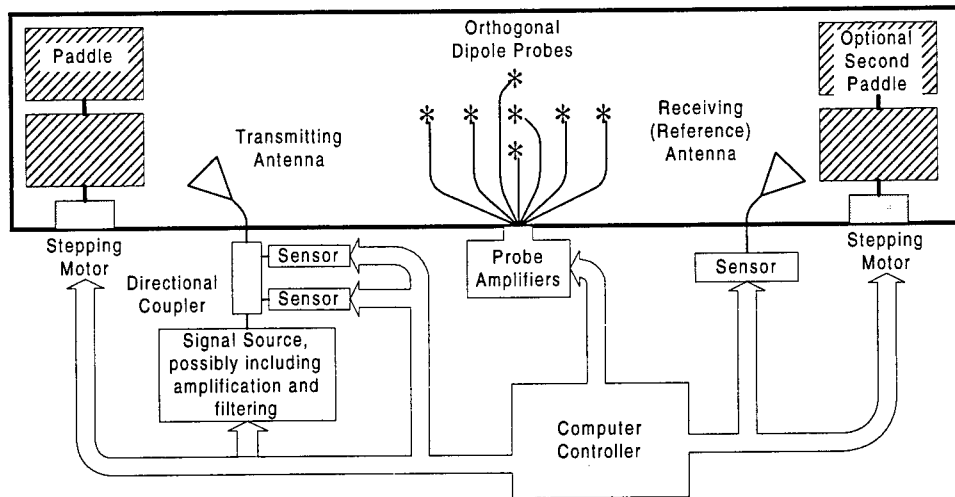 Paddle
Orthogonal
Dipole Probes
Optional
Second
Paddle
Transmitting
Antenna
Receiving
(Reference)
Antenna
Stepping
Motor
Directional
Coupler
Sensor
Sensor
Probe
Amplifiers
Sensor
Stepping
Motor
Signal Source,
possibly including
amplification and
filtering
Computer
Controller